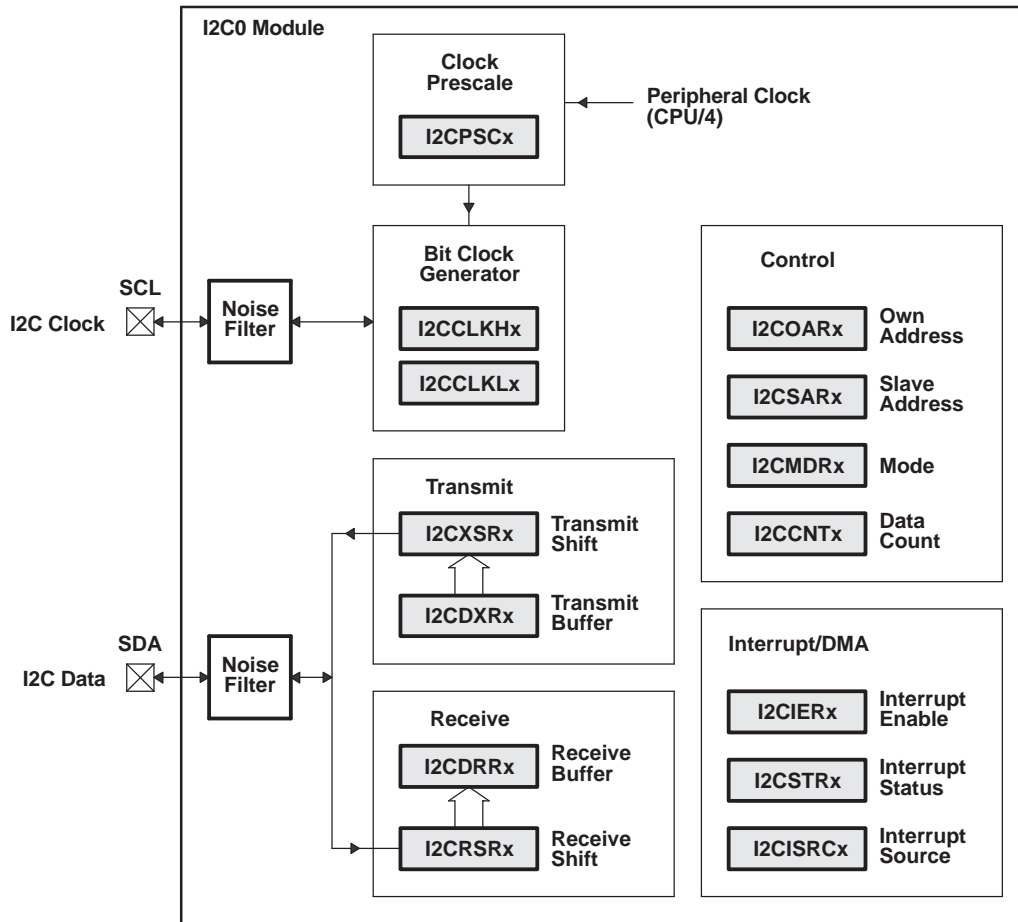 I2C0 Module
Clock
Prescale
I2CPSCx
Peripheral Clock
(CPU/4)
Bit Clock
Generator
I2CCLKHx
I2CCLKLx
SCL
I2C Clock
Noise
Filter
Control
I2COARx
Own
Address
I2CSARx
Slave
Address
I2CMDRx
Mode
I2CCNTx
Data
Count
Transmit
I2CXSRx
Transmit
Shift
I2CDXRx
Transmit
Buffer
SDA
I2C Data
Noise
Filter
Receive
I2CDRRx
Receive
Buffer
I2CRSRx
Receive
Shift
Interrupt/DMA
I2CIERx
Interrupt
Enable
I2CSTRx
Interrupt
Status
I2CISRCx
Interrupt
Source